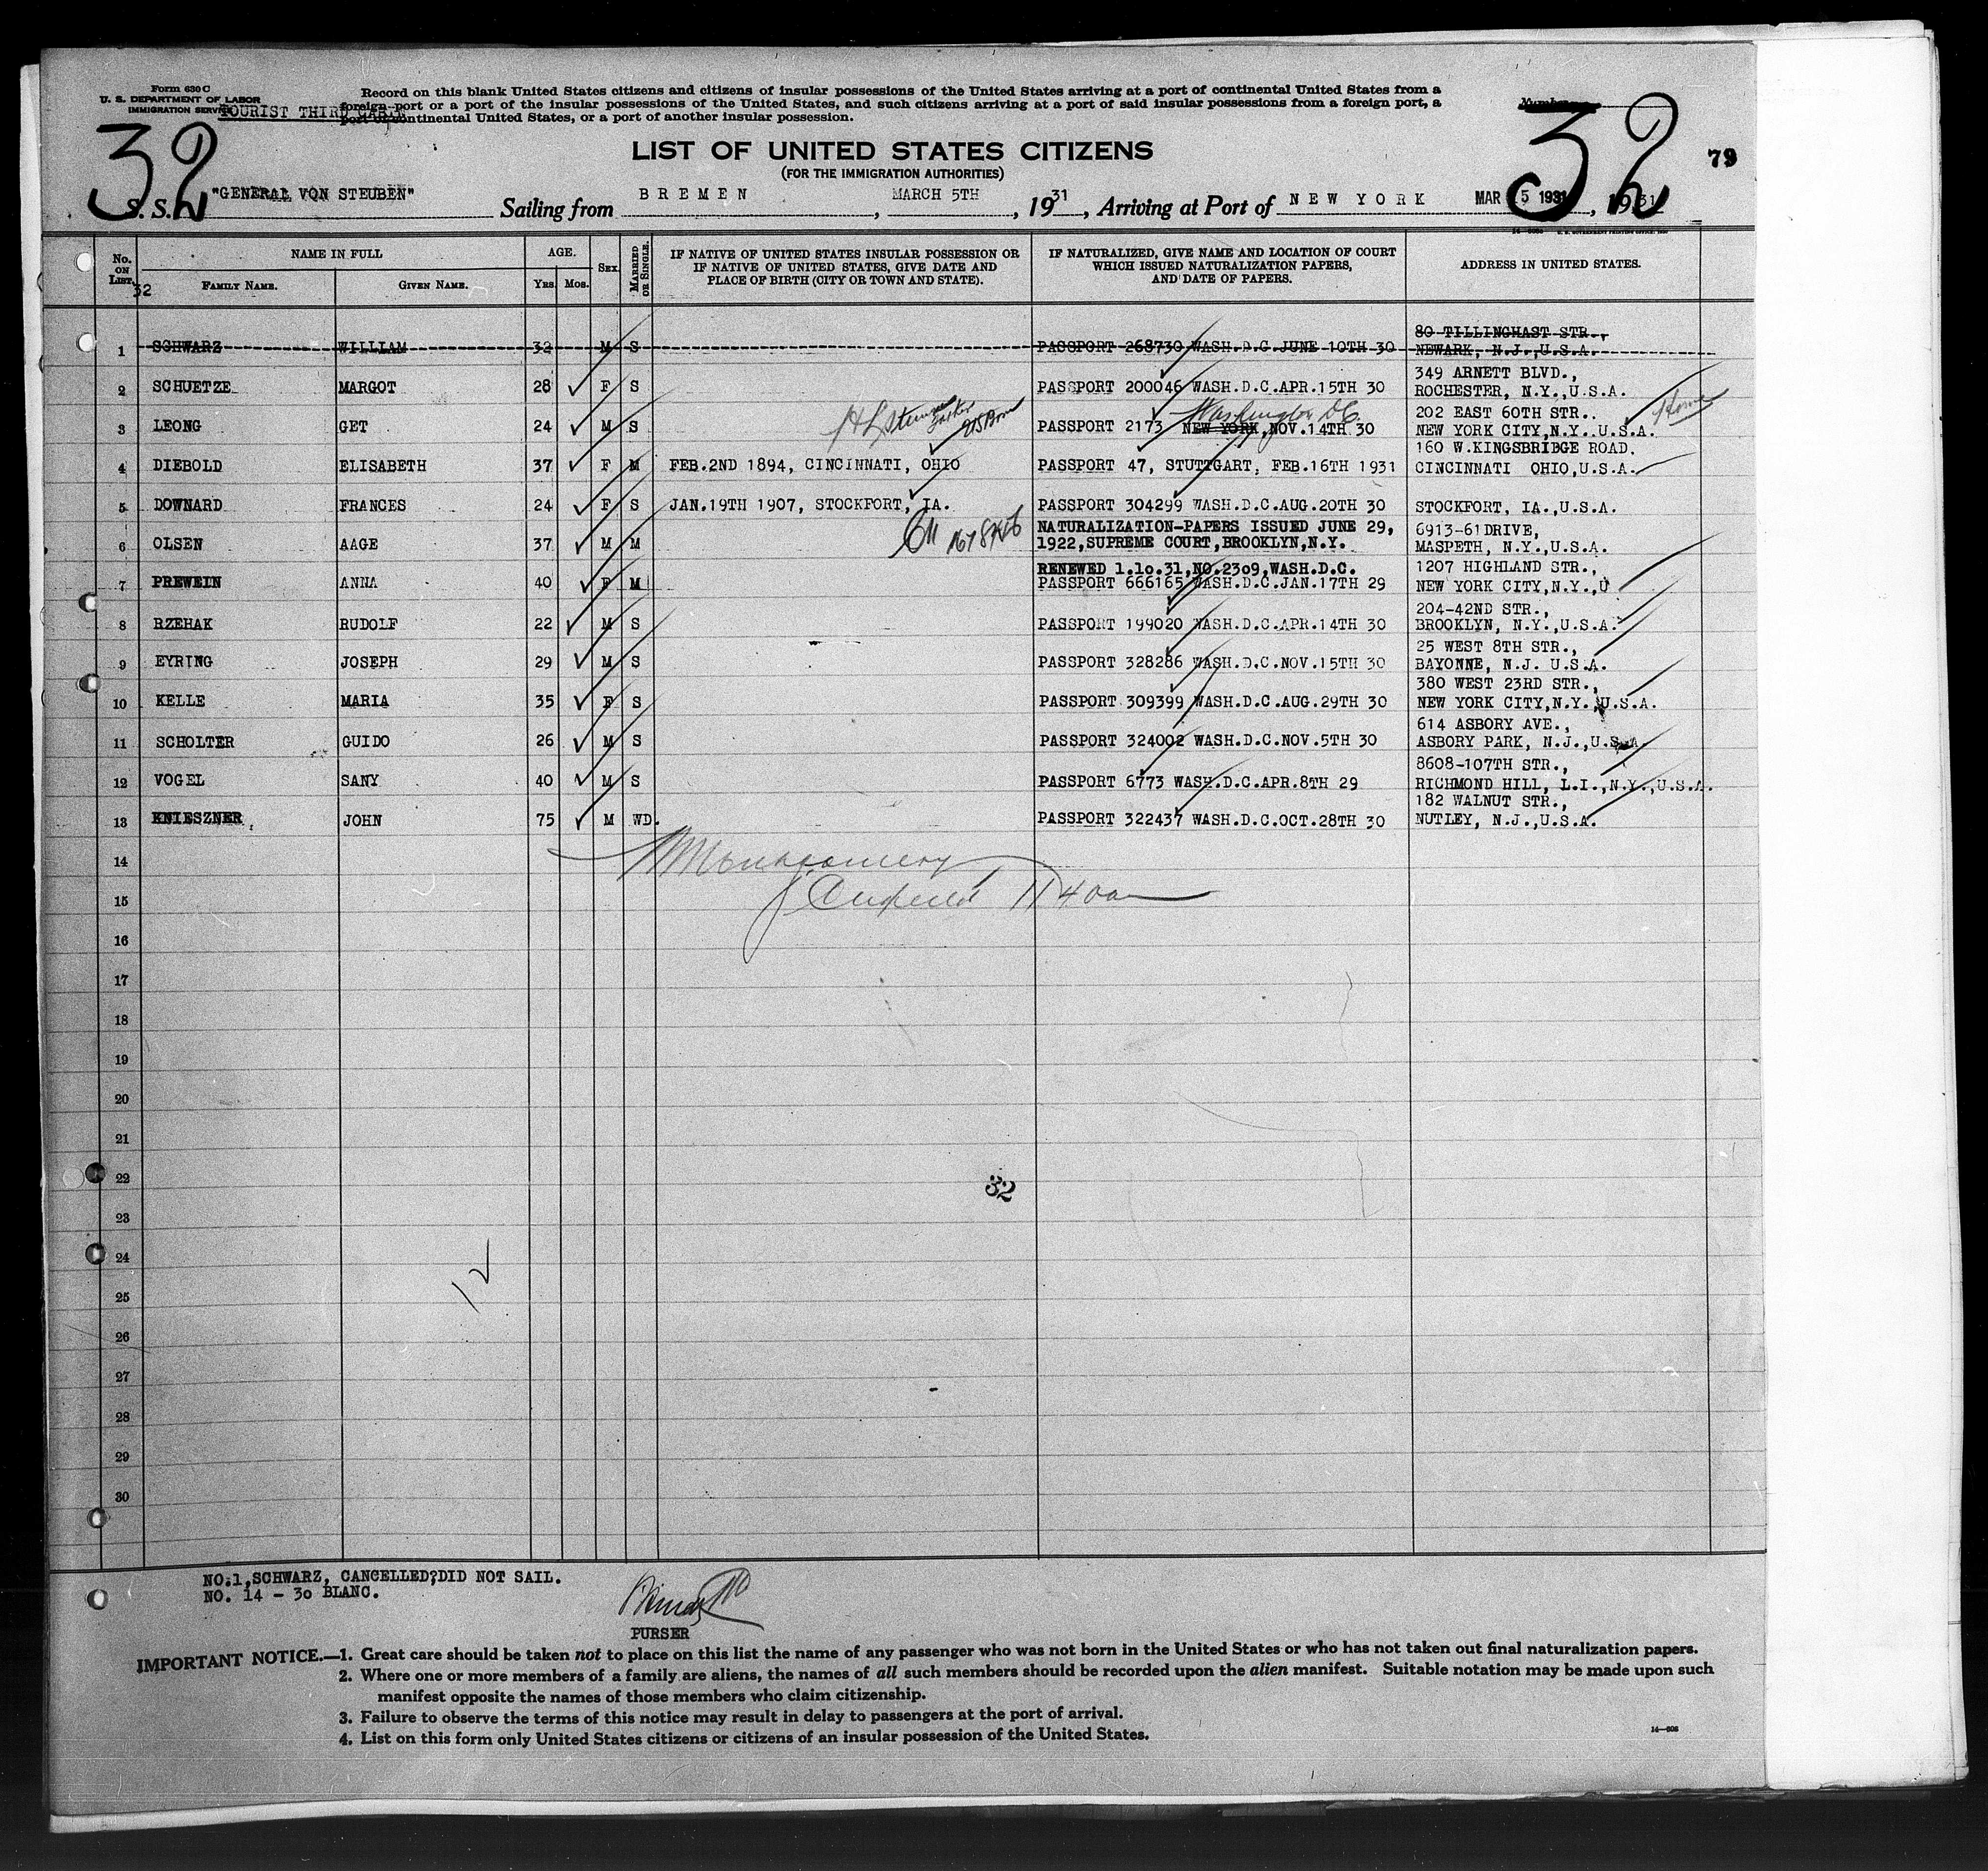 Form 630 C
U. S. DEPARTMENT OF LABOR
IMMIGRATION SERVICE
TOURIST THIRD CABIN
Record on this blank United States citizens and citizens of insular possessions of the United States arriving at a port of continental United States from a
foreign port or a port of the insular possessions of the United States, and such citizens arriving at a port of said insular possessions from a foreign port, a
port of continental United States, or a port of another insular possession.
Number
32
32
79
LIST OF UNITED STATES CITIZENS
(FOR THE IMMIGRATION AUTHORITIES)
S. S. "GENERAL VON STEUBEN" Sailing from BREMEN, MARCH 5TH, 1931, Arriving at Port of NEW YORK MAR 5 1931, 1931
No. ON LIST. NAME IN FULL AGE. SEX. MARRIED OR SINGLE. IF NATIVE OF UNITED STATES INSULAR POSSESSION OR IF NATIVE OF UNITED STATES, GIVE DATE AND PLACE OF BIRTH (CITY OR TOWN AND STATE). IF NATURALIZED, GIVE NAME AND LOCATION OF COURT WHICH ISSUED NATURALIZATION PAPERS, AND DATE OF PAPERS. ADDRESS IN UNITED STATES.
32 FAMILY NAME. GIVEN NAME. YRS. MOS.
80 TILLINGHAST STR.,
1 SCHWARZ WILLIAM 32 M S PASSPORT 268730 WASH.D.C.JUNE 10TH 30 NEWARK, N.J.,U.S.A.
349 ARNETT BLVD.,
2 SCHUETZE MARGOT 28 F S PASSPORT 200046 WASH.D.C.APR.15TH 30 ROCHESTER, N.Y.,U.S.A.
Washington DC. 202 EAST 60TH STR.. Home
3 LEONG GET 24 M S US Born PASSPORT 2173 NEW YORK,NOV.14TH 30 NEW YORK CITY,N.Y. U.S.A.
160 W.KINGSBRIDGE ROAD.
4 DIEBOLD ELISABETH 37 F M FEB.2ND 1894, CINCINNATI, OHIO PASSPORT 47, STUTTGART, FEB.16TH 1931 CINCINNATI OHIO,U.S.A.
5 DOWNARD FRANCES 24 F S JAN.19TH 1907, STOCKFORT, IA. PASSPORT 304299 WASH.D.C.AUG.20TH 30 STOCKFORT, IA.,U.S.A.
NATURALIZATION-PAPERS ISSUED JUNE 29, 6913-61DRIVE,
6 OLSEN AAGE 37 M M 1922,SUPREME COURT,BROOKLYN,N.Y. MASPETH, N.Y.,U.S.A.
RENEWED 1.1o.31,NO.23o9,WASH.D.C. 1207 HIGHLAND STR.,
7 PREWEIN ANNA 40 F M PASSPORT 666165 WASH.D.C.JAN.17TH 29 NEW YORK CITY,N.Y.,U
204-42ND STR.,
8 RZEHAK RUDOLF 22 M S PASSPORT 199020 WASH.D.C.APR.14TH 30 BROOKLYN, N.Y.,U.S.A.
25 WEST 8TH STR.,
9 EYRING JOSEPH 29 M S PASSPORT 328286 WASH.D.C.NOV.15TH 30 BAYONNE, N.J. U.S.A.
380 WEST 23RD STR.,
10 KELLE MARIA 35 F S PASSPORT 309399 WASH.D.C.AUG.29TH 30 NEW YORK CITY,N.Y.,U.S.A.
614 ASBORY AVE.,
11 SCHOLTER GUIDO 26 M S PASSPORT 324002 WASH.D.C.NOV.5TH 30 ASBORY PARK, N.J.,U.S.A.
8608-107TH STR.,
12 VOGEL SANY 40 M S PASSPORT 6773 WASH.D.C.APR.8TH 29 RICHMOND HILL, L.I.,N.Y.,U.S.A.
182 WALNUT STR.,
13 KNIESZNER, JOHN 75 M WD. PASSPORT 322437 WASH.D.C.OCT.28TH 30 NUTLEY, N.J.,U.S.A.
14 Montgomery
15
16
17
18
19
20
21
22 32
23
24
25 12
26
27
28
29
30
NO.1,SCHWARZ, CANCELLED?DID NOT SAIL.
NO. 14 - 3o BLANC.
PURSER
IMPORTANT NOTICE.—1. Great care should be taken not to place on this list the name of any passenger who was not born in the United States or who has not taken out final naturalization papers.
2. Where one or more members of a family are aliens, the names of all such members should be recorded upon the alien manifest. Suitable notation may be made upon such
manifest opposite the names of those members who claim citizenship.
3. Failure to observe the terms of this notice may result in delay to passengers at the port of arrival.
4. List on this form only United States citizens or citizens of an insular possession of the United States.